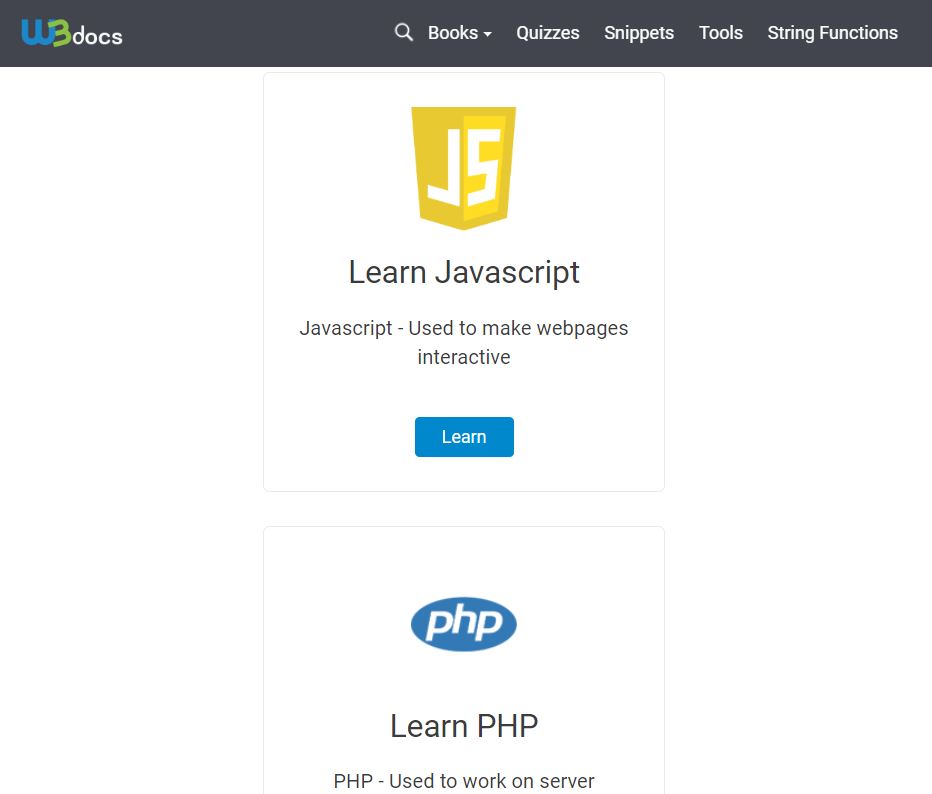 W3docs Books Quizzes Snippets Tools String Functions
JS
Learn Javascript
Javascript - Used to make webpages
interactive
Learn
php
Learn PHP
PHP - Used to work on server